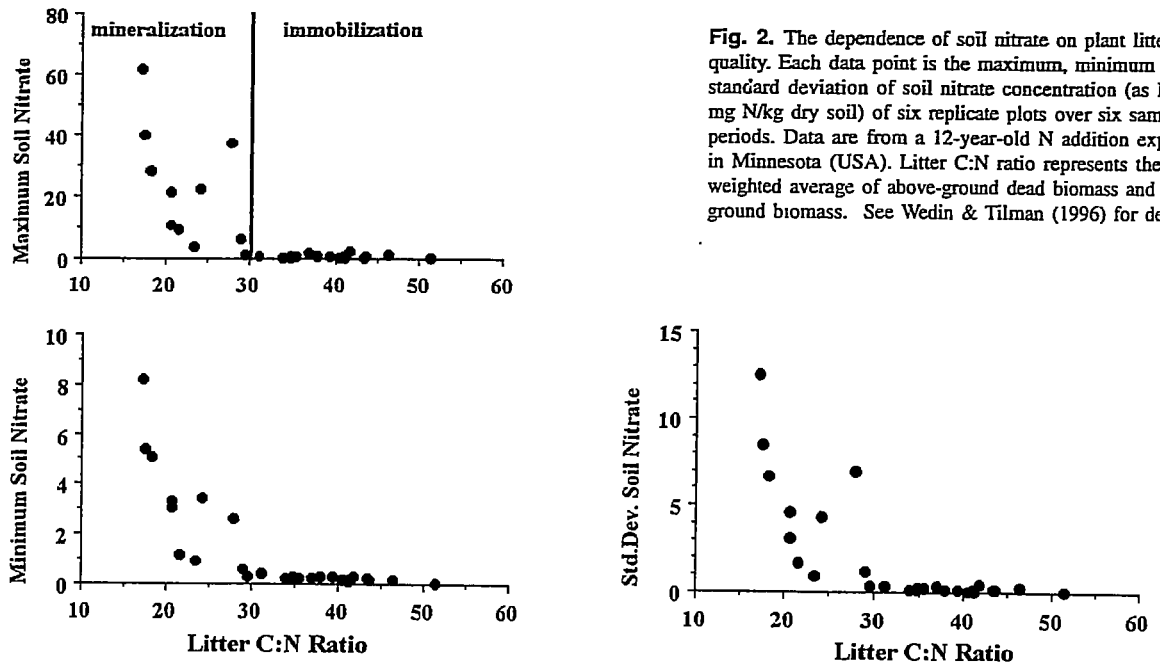 80
60
40
20
0
Maximum Soil Nitrate
mineralization
immobilization
10 20 30 40 50 60
Fig. 2. The dependence of soil nitrate on plant litte
quality. Each data point is the maximum, minimum
standard deviation of soil nitrate concentration (as
mg N/kg dry soil) of six replicate plots over six sam
periods. Data are from a 12-year-old N addition exp
in Minnesota (USA). Litter C:N ratio represents the
weighted average of above-ground dead biomass and
ground biomass. See Wedin & Tilman (1996) for de
10
8
6
4
2
0
Minimum Soil Nitrate
10 20 30 40 50 60
Litter C:N Ratio
15
10
5
0
Std.Dev. Soil Nitrate
10 20 30 40 50 60
Litter C:N Ratio